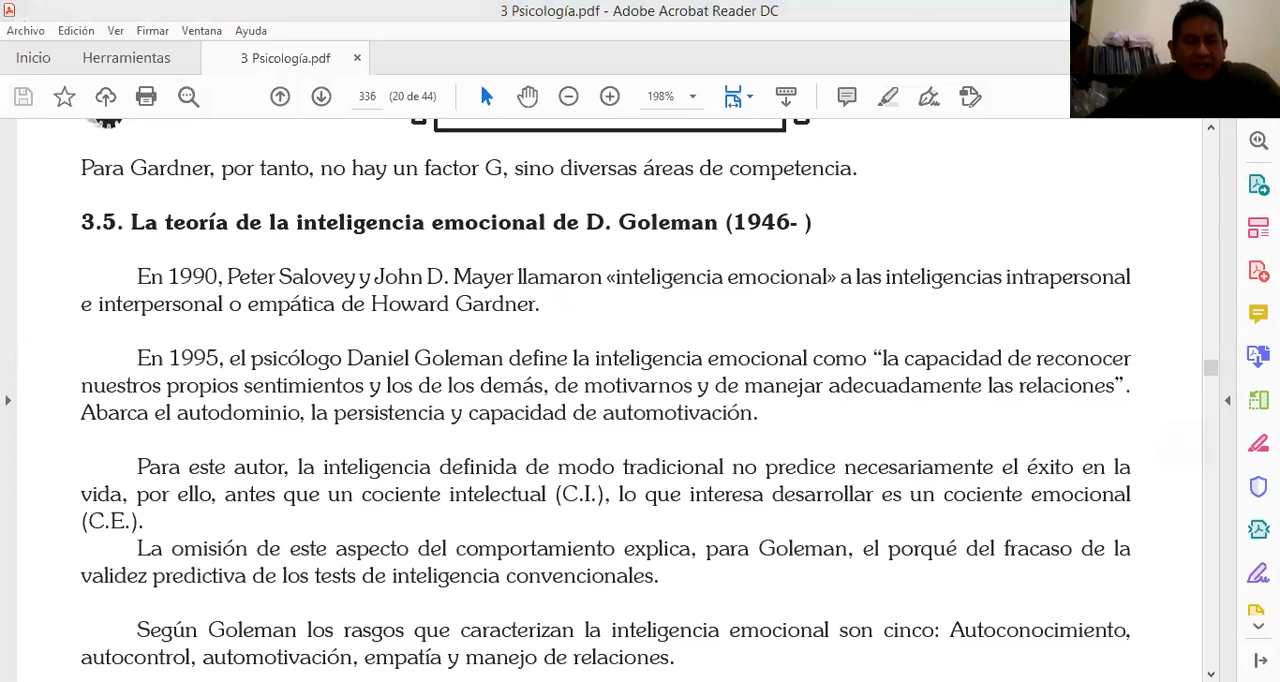 3 Psicología.pdf - Adobe Acrobat Reader DC
Archivo Edición Ver Firmar Ventana Ayuda
Inicio Herramientas 3 Psicología.pdf ×
336 (20 de 44) 198%
Para Gardner, por tanto, no hay un factor G, sino diversas áreas de competencia.
3.5. La teoría de la inteligencia emocional de D. Goleman (1946- )
En 1990, Peter Salovey y John D. Mayer llamaron «inteligencia emocional» a las inteligencias intrapersonal
e interpersonal o empática de Howard Gardner.
En 1995, el psicólogo Daniel Goleman define la inteligencia emocional como “la capacidad de reconocer
nuestros propios sentimientos y los de los demás, de motivarnos y de manejar adecuadamente las relaciones”.
Abarca el autodominio, la persistencia y capacidad de automotivación.
Para este autor, la inteligencia definida de modo tradicional no predice necesariamente el éxito en la
vida, por ello, antes que un cociente intelectual (C.I.), lo que interesa desarrollar es un cociente emocional
(C.E.).
La omisión de este aspecto del comportamiento explica, para Goleman, el porqué del fracaso de la
validez predictiva de los tests de inteligencia convencionales.
Según Goleman los rasgos que caracterizan la inteligencia emocional son cinco: Autoconocimiento,
autocontrol, automotivación, empatía y manejo de relaciones.